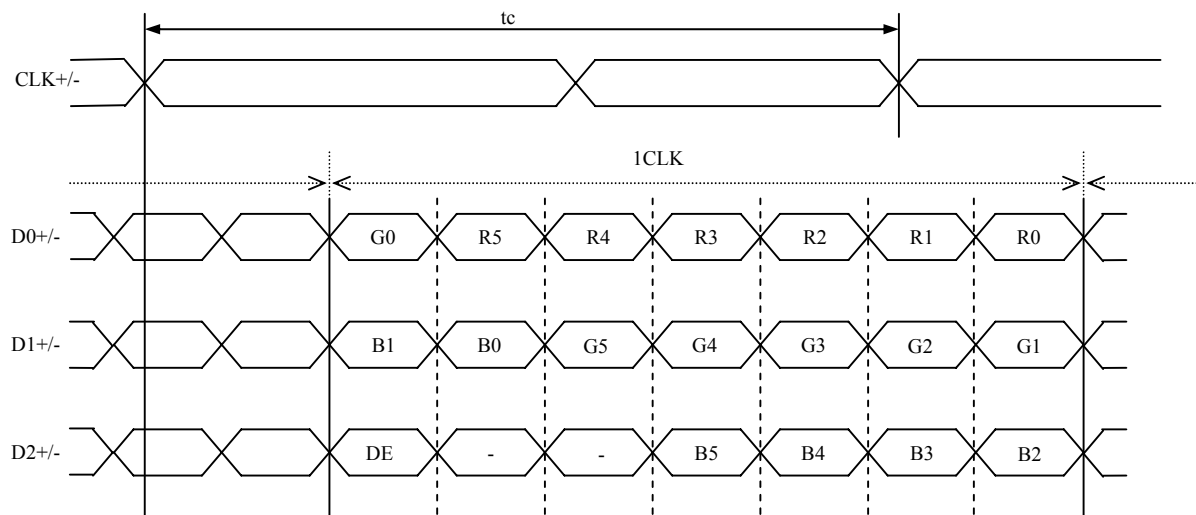 tc
CLK+/-
1CLK
D0+/- G0 R5 R4 R3 R2 R1 R0
D1+/- B1 B0 G5 G4 G3 G2 G1
D2+/- DE - - B5 B4 B3 B2